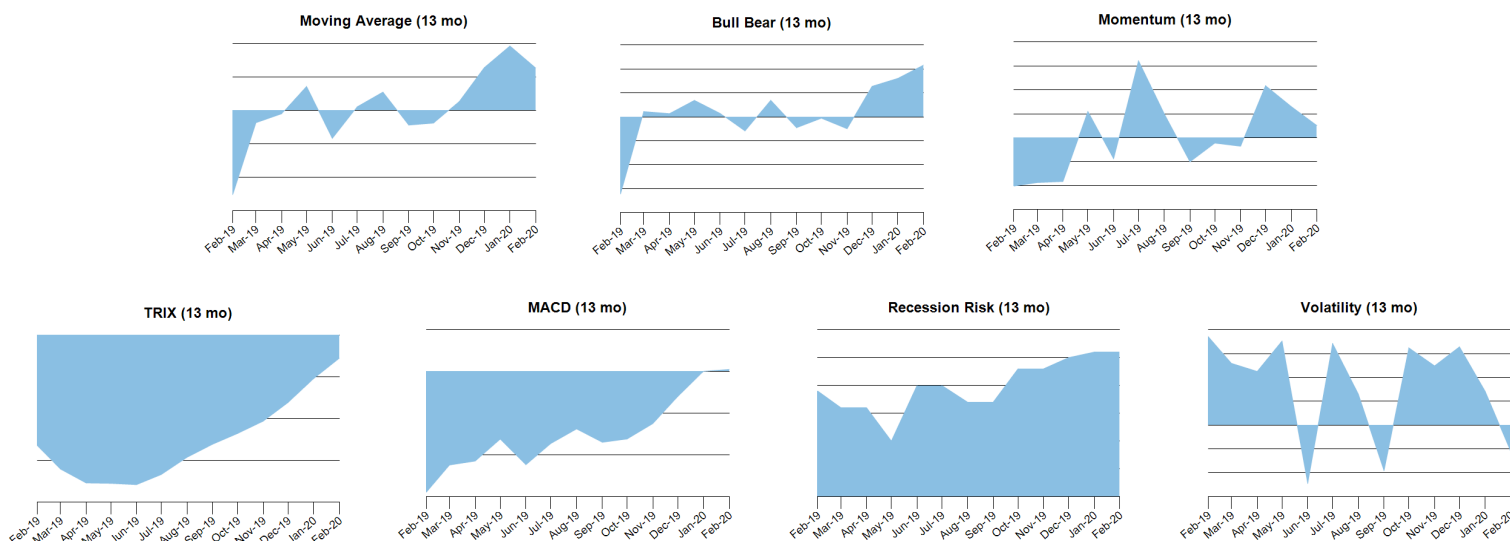 Moving Average (13 mo)
Feb-19 Mar-19 Apr-19 May-19 Jun-19 Jul-19 Aug-19 Sep-19 Oct-19 Nov-19 Dec-19 Jan-20 Feb-20
Bull Bear (13 mo)
Feb-19 Mar-19 Apr-19 May-19 Jun-19 Jul-19 Aug-19 Sep-19 Oct-19 Nov-19 Dec-19 Jan-20 Feb-20
Momentum (13 mo)
Feb-19 Mar-19 Apr-19 May-19 Jun-19 Jul-19 Aug-19 Sep-19 Oct-19 Nov-19 Dec-19 Jan-20 Feb-20
TRIX (13 mo)
Feb-19 Mar-19 Apr-19 May-19 Jun-19 Jul-19 Aug-19 Sep-19 Oct-19 Nov-19 Dec-19 Jan-20 Feb-20
MACD (13 mo)
Feb-19 Mar-19 Apr-19 May-19 Jun-19 Jul-19 Aug-19 Sep-19 Oct-19 Nov-19 Dec-19 Jan-20 Feb-20
Recession Risk (13 mo)
Feb-19 Mar-19 Apr-19 May-19 Jun-19 Jul-19 Aug-19 Sep-19 Oct-19 Nov-19 Dec-19 Jan-20 Feb-20
Volatility (13 mo)
Feb-19 Mar-19 Apr-19 May-19 Jun-19 Jul-19 Aug-19 Sep-19 Oct-19 Nov-19 Dec-19 Jan-20 Feb-20